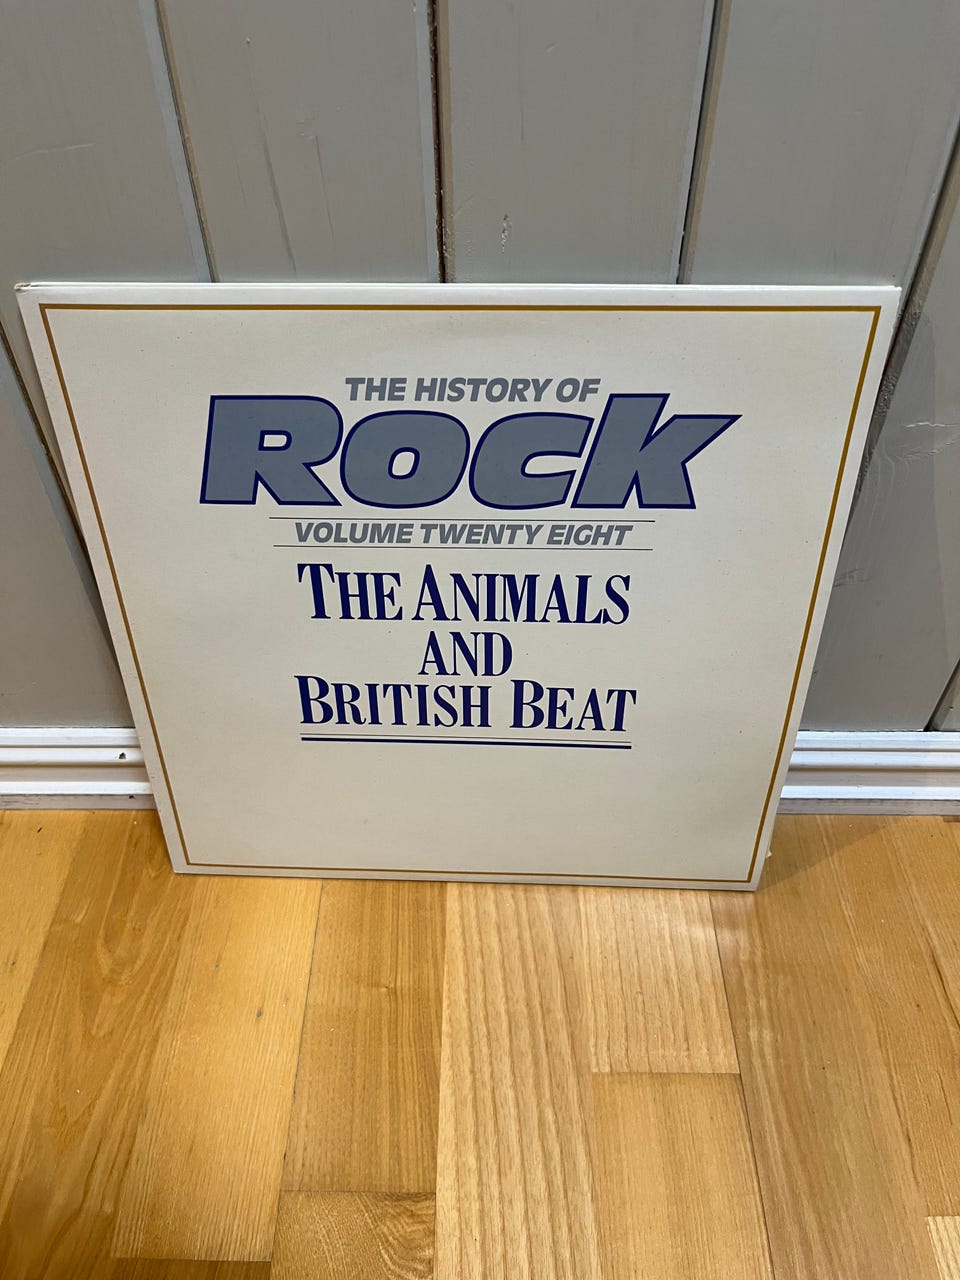 THE HISTORY OF
Rock
VOLUME TWENTY EIGHT
THE ANIMALS
AND
BRITISH BEAT